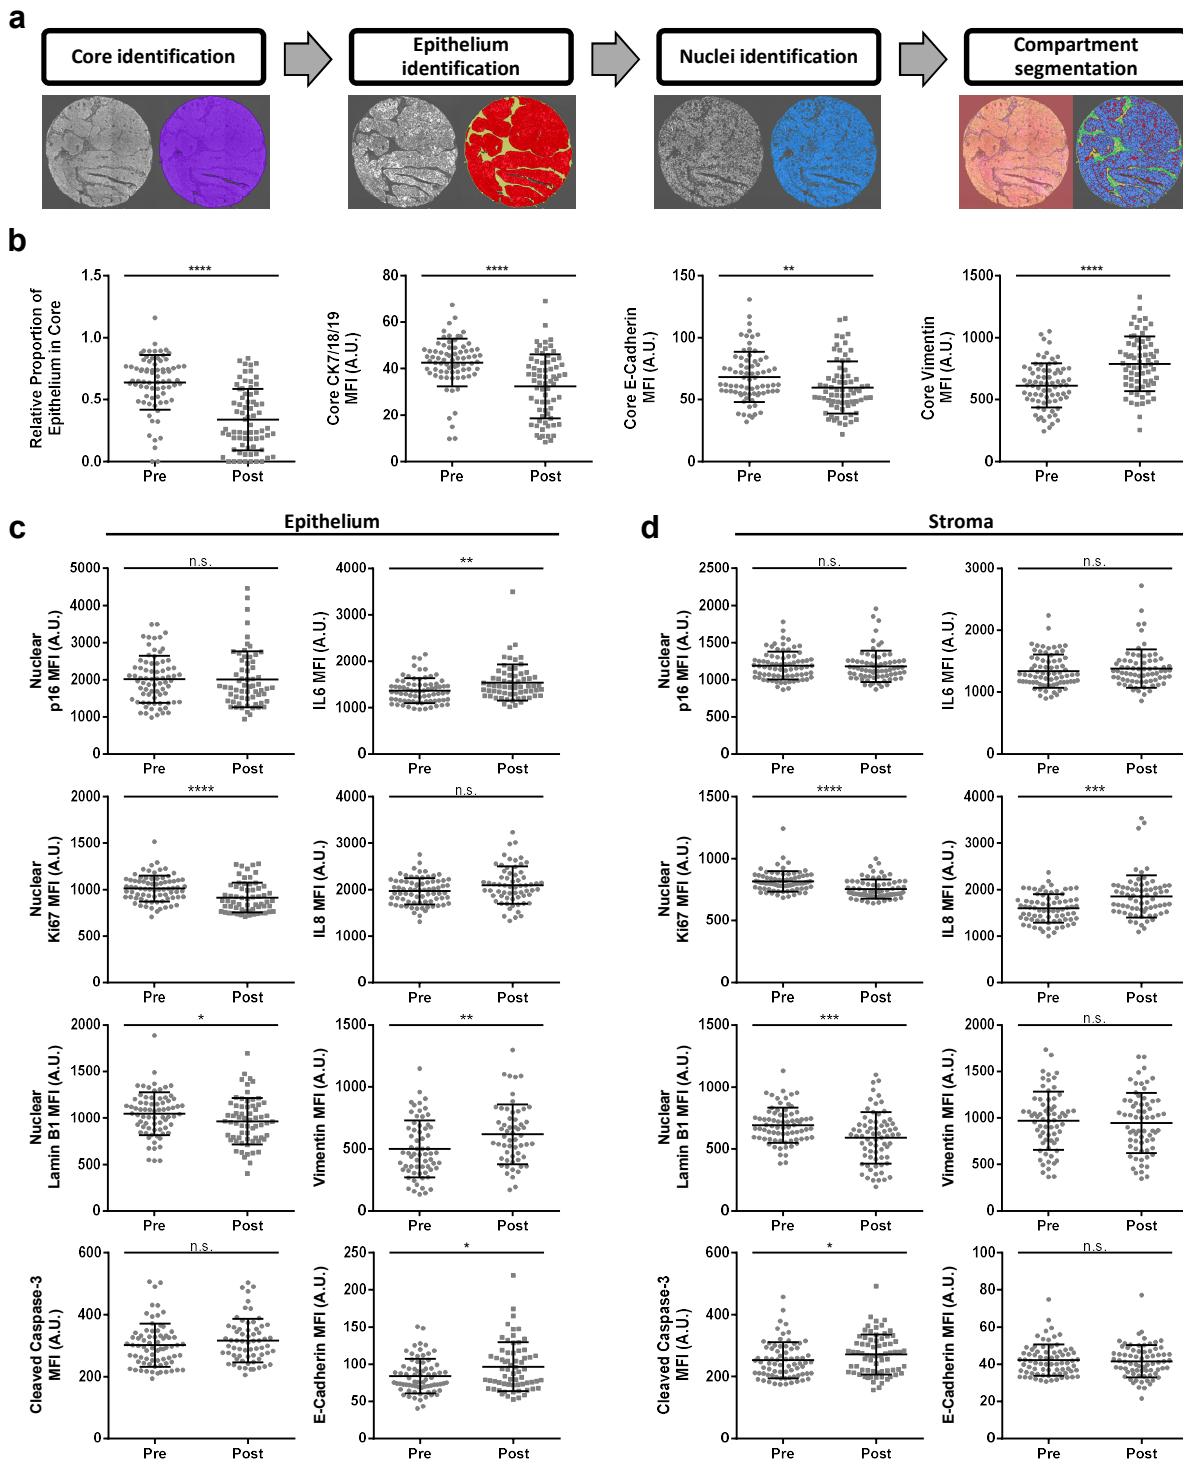 a
Core identification
Epithelium
identification
Nuclei identification
Compartment
segmentation
b
Relative Proportion of
Epithelium in Core
1.5
1.0
0.5
0.0
****
Pre
Post
Core CK7/18/19
MFI (A.U.)
80
60
40
20
0
****
Pre
Post
Core E-Cadherin
MFI (A.U.)
150
100
50
0
**
Pre
Post
Core Vimentin
MFI (A.U.)
1500
1000
500
0
****
Pre
Post
c
Epithelium
Nuclear
p16 MFI (A.U.)
5000
4000
3000
2000
1000
0
n.s.
Pre
Post
IL6 MFI (A.U.)
4000
3000
2000
1000
0
**
Pre
Post
Nuclear
Ki67 MFI (A.U.)
2000
1500
1000
500
0
****
Pre
Post
IL8 MFI (A.U.)
4000
3000
2000
1000
0
n.s.
Pre
Post
Nuclear
Lamin B1 MFI (A.U.)
2000
1500
1000
500
0
*
Pre
Post
Vimentin MFI (A.U.)
1500
1000
500
0
**
Pre
Post
Cleaved Caspase-3
MFI (A.U.)
600
400
200
0
n.s.
Pre
Post
E-Cadherin MFI (A.U.)
250
200
150
100
50
0
*
Pre
Post
d
Stroma
Nuclear
p16 MFI (A.U.)
2500
2000
1500
1000
500
0
n.s.
Pre
Post
IL6 MFI (A.U.)
3000
2000
1000
0
n.s.
Pre
Post
Nuclear
Ki67 MFI (A.U.)
1500
1000
500
0
****
Pre
Post
IL8 MFI (A.U.)
4000
3000
2000
1000
0
***
Pre
Post
Nuclear
Lamin B1 MFI (A.U.)
1500
1000
500
0
***
Pre
Post
Vimentin MFI (A.U.)
2000
1500
1000
500
0
n.s.
Pre
Post
Cleaved Caspase-3
MFI (A.U.)
600
400
200
0
*
Pre
Post
E-Cadherin MFI (A.U.)
100
80
60
40
20
0
n.s.
Pre
Post